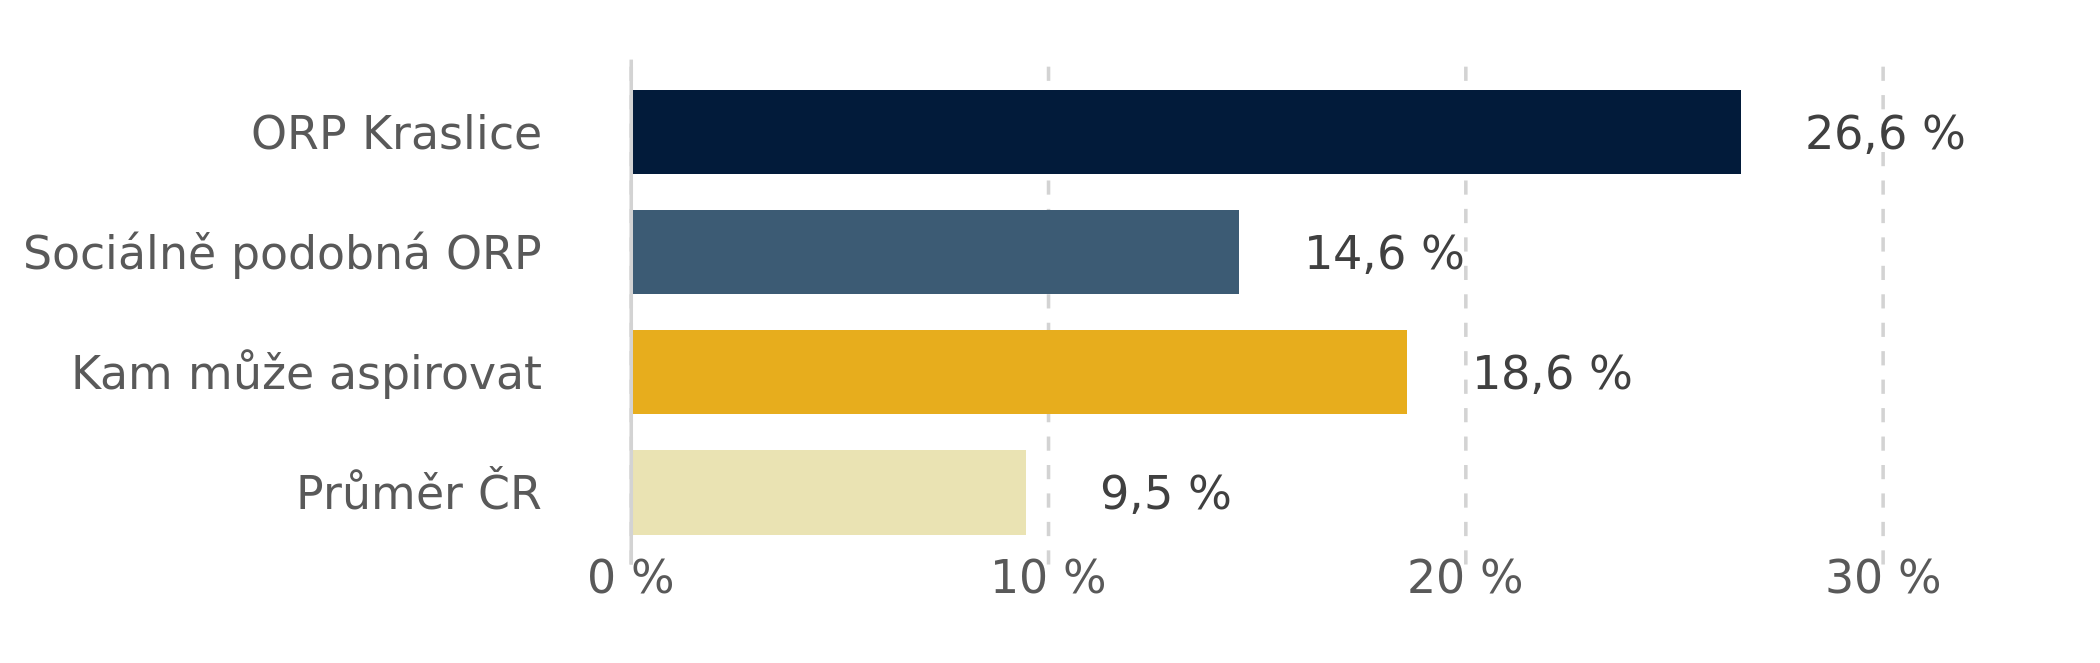 ORP Kraslice 26,6 %
Sociálně podobná ORP 14,6 %
Kam může aspirovat 18,6 %
Průměr ČR 9,5 %
0 % 10 % 20 % 30 %